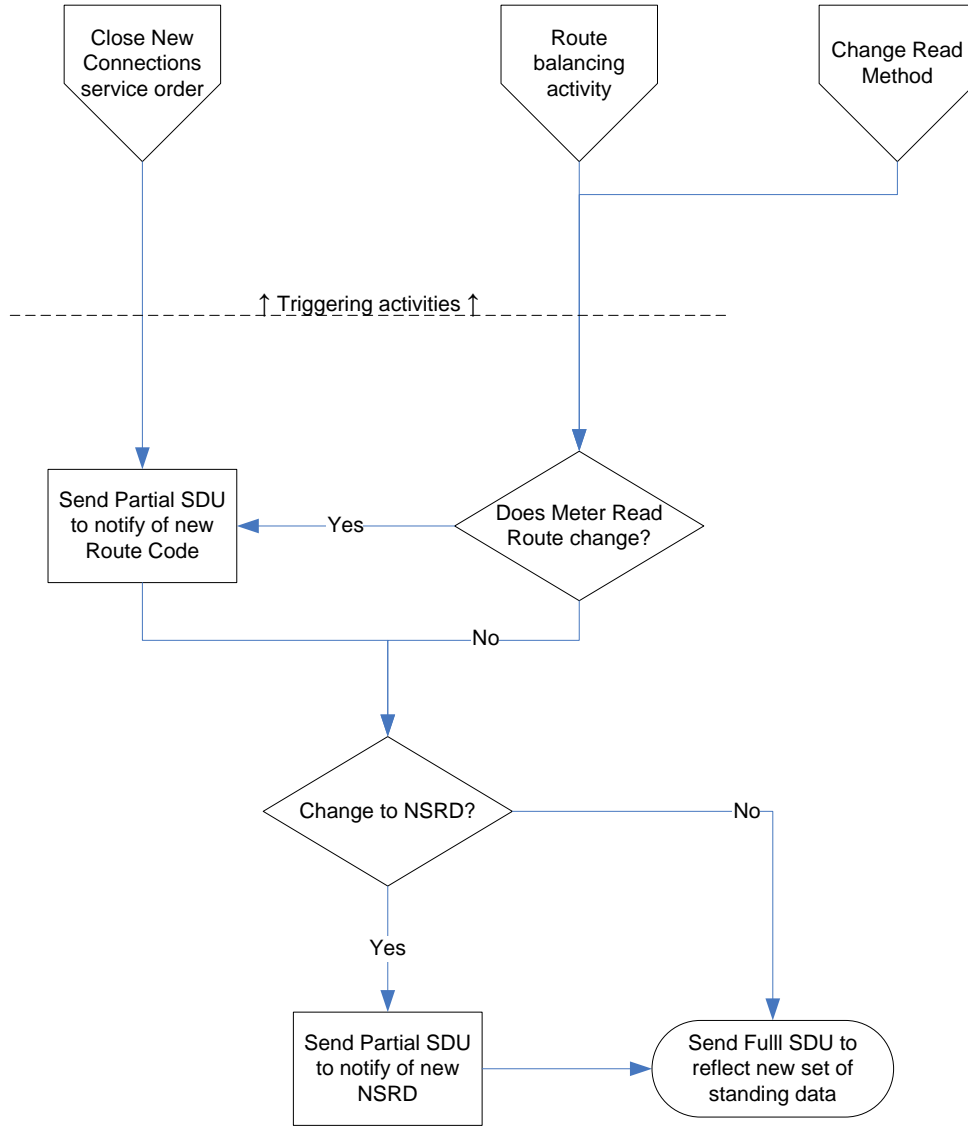 Close New
Connections
service order
Route
balancing
activity
Change Read
Method
↑ Triggering activities ↑
Send Partial SDU
to notify of new
Route Code
Yes
Does Meter Read
Route change?
No
Change to NSRD?
No
Yes
Send Partial SDU
to notify of new
NSRD
Send Fulll SDU to
reflect new set of
standing data